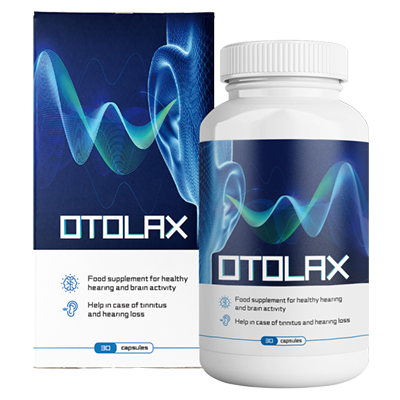 OTOLAX
Food supplement for healthy
hearing and brain activity
Help in case of tinnitus
and hearing loss
30 capsules
OTOLAX
Food supplement for healthy hearing
and brain activity
Help in case of tinnitus and hearing loss
30 capsules